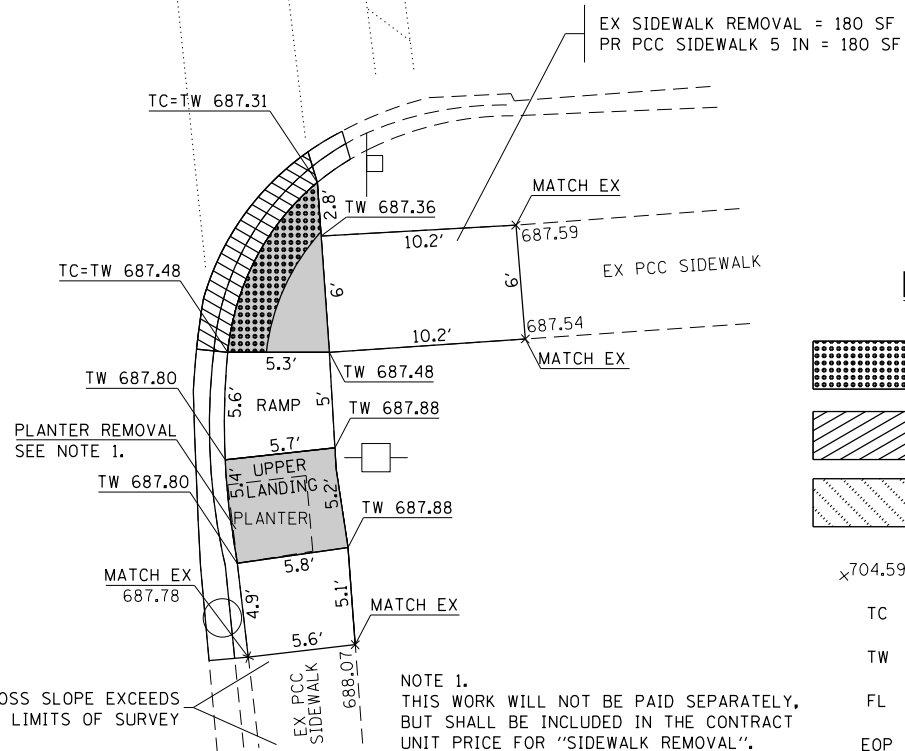 EX SIDEWALK REMOVAL = 180 SF
PR PCC SIDEWALK 5 IN = 180 SF
TC=TW 687.31
MATCH EX
2.8'
TW 687.36
687.59
10.2'
EX PCC SIDEWALK
TC=TW 687.48
6'
6'
687.54
10.2'
MATCH EX
5.3'
TW 687.48
TW 687.80
5.6'
RAMP
5'
TW 687.88
PLANTER REMOVAL
SEE NOTE 1.
5.7'
UPPER
LANDING
5.4'
5.2'
TW 687.80
PLANTER
TW 687.88
5.8'
MATCH EX
687.78
4.9'
5.1'
MATCH EX
5.6'
OSS SLOPE EXCEEDS
LIMITS OF SURVEY
EX PCC
SIDEWALK
688.07
NOTE 1.
THIS WORK WILL NOT BE PAID SEPARATELY,
BUT SHALL BE INCLUDED IN THE CONTRACT
UNIT PRICE FOR "SIDEWALK REMOVAL".
×704.59
TC
TW
FL
EOP